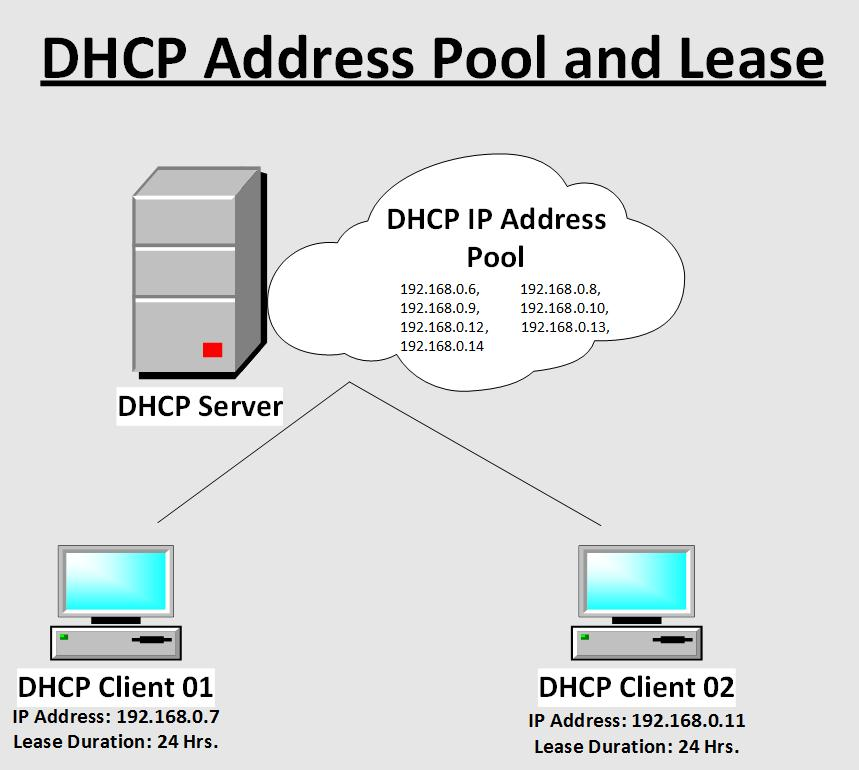 DHCP Address Pool and Lease
DHCP IP Address
Pool
192.168.0.6, 192.168.0.8,
192.168.0.9, 192.168.0.10,
192.168.0.12, 192.168.0.13,
192.168.0.14
DHCP Server
DHCP Client 01
IP Address: 192.168.0.7
Lease Duration: 24 Hrs.
DHCP Client 02
IP Address: 192.168.0.11
Lease Duration: 24 Hrs.